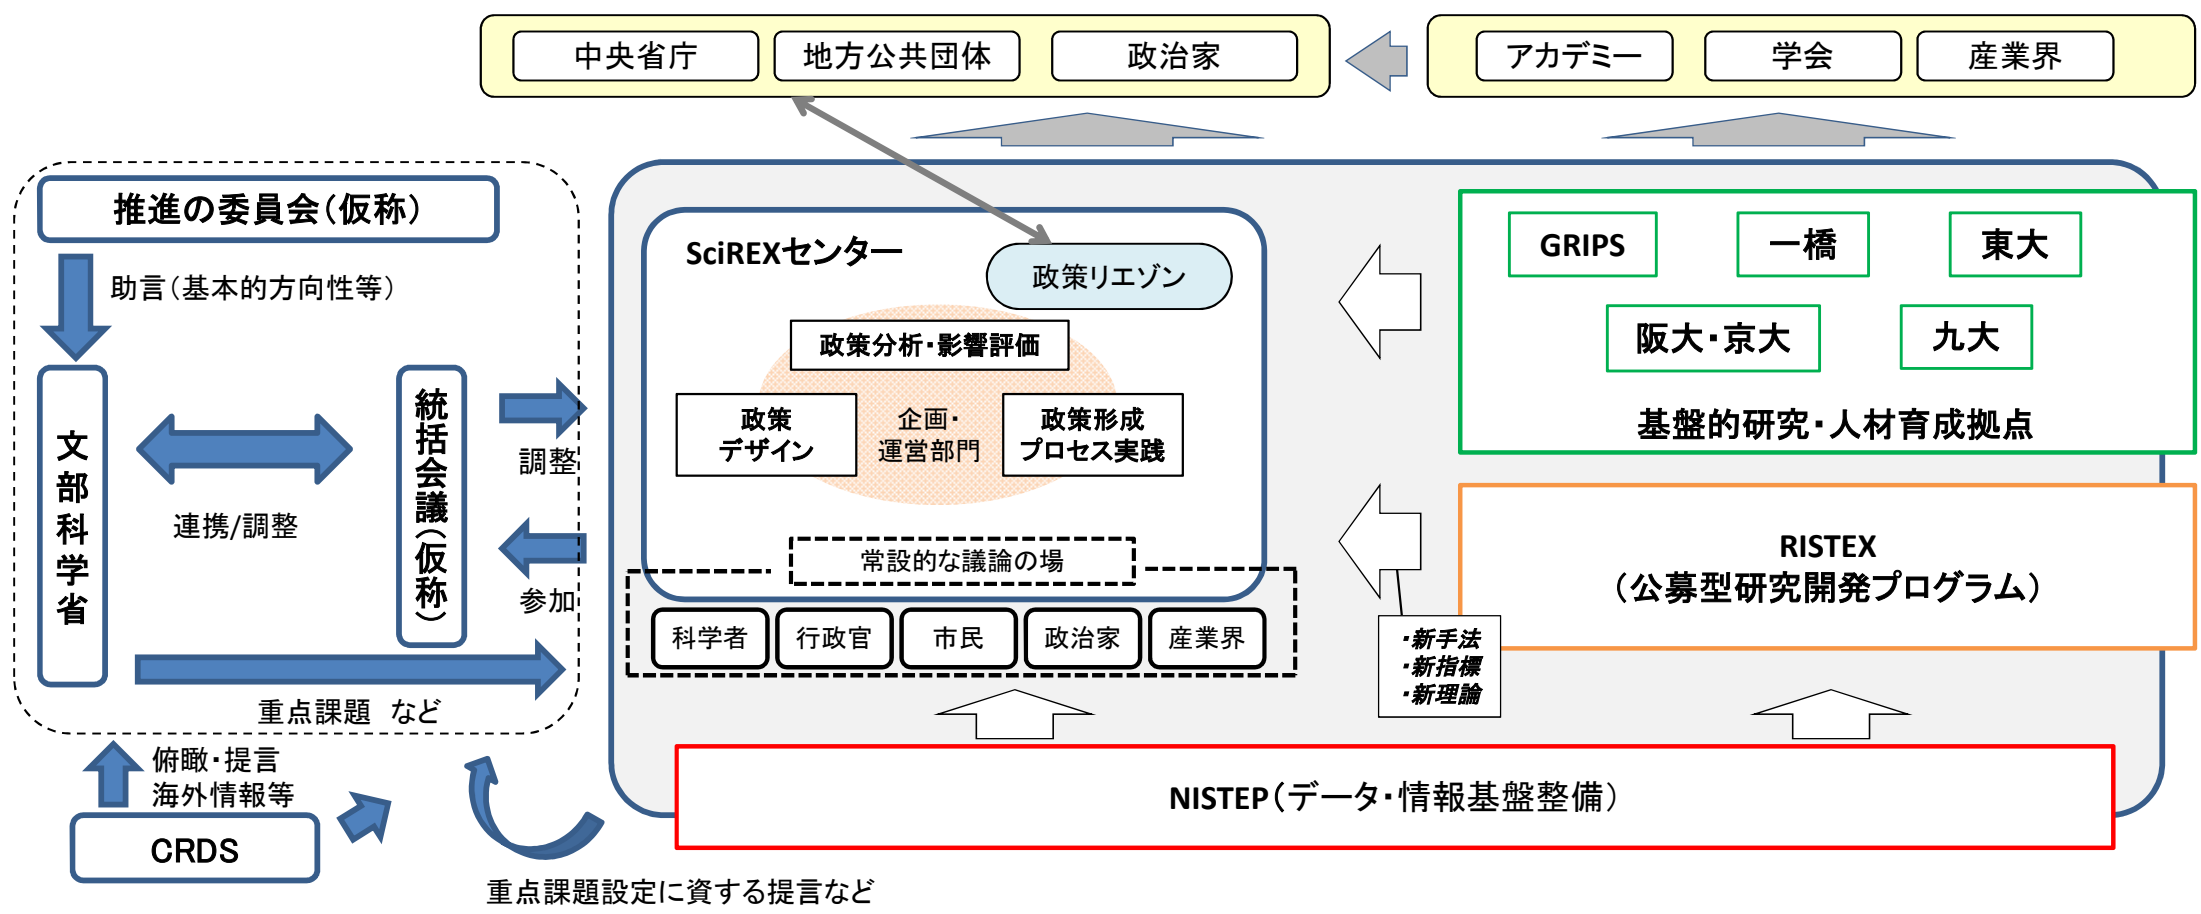 中央省庁
地方公共団体
政治家
アカデミー
学会
産業界
推進の委員会（仮称）
助言（基本的方向性等）
文部科学省
連携/調整
統括会議（仮称）
調整
参加
重点課題　など
俯瞰・提言
海外情報等
CRDS
重点課題設定に資する提言など
SciREXセンター
政策リエゾン
政策分析・影響評価
政策
デザイン
企画・
運営部門
政策形成
プロセス実践
常設的な議論の場
科学者
行政官
市民
政治家
産業界
GRIPS
一橋
東大
阪大・京大
九大
基盤的研究・人材育成拠点
RISTEX
（公募型研究開発プログラム）
・新手法
・新指標
・新理論
NISTEP（データ・情報基盤整備）